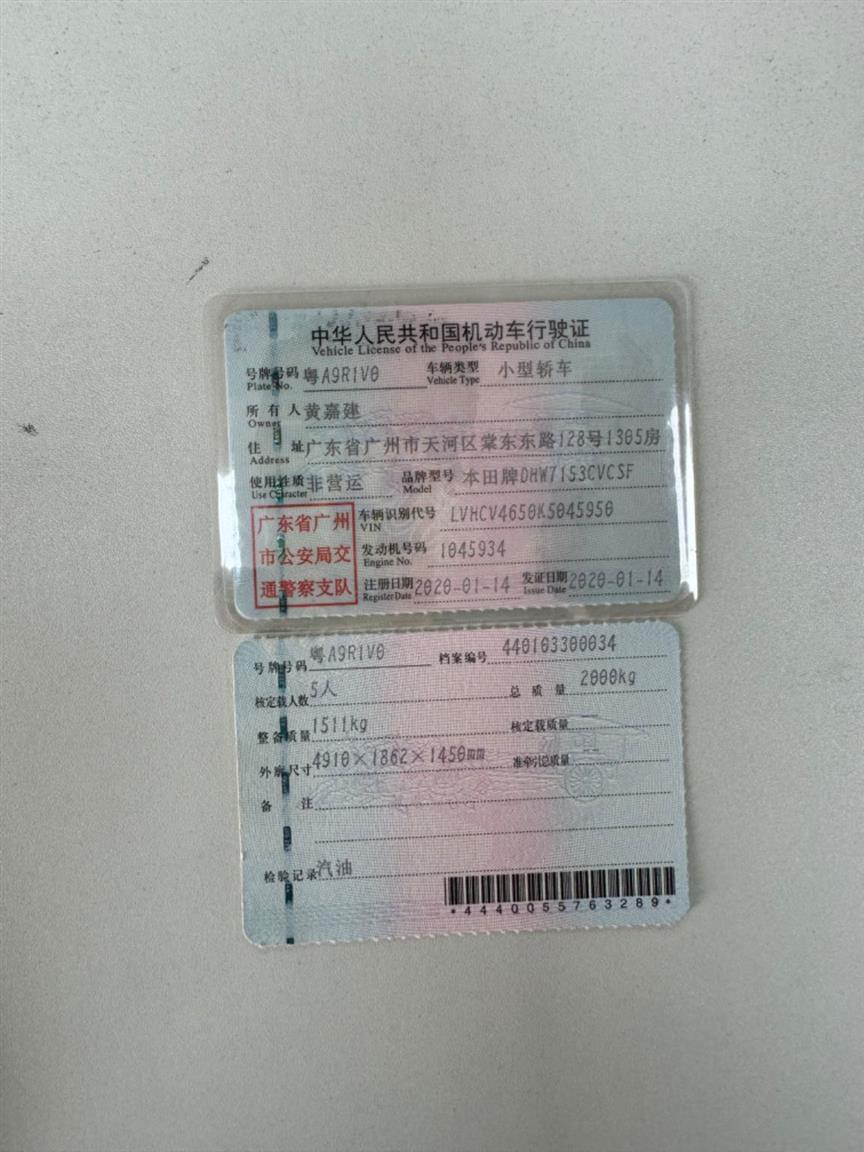 中华人民共和国机动车行驶证
Vehicle License of the People's Republic of China
号牌号码 粤A9R1V0 车辆类型 小型轿车
Plate No. Vehicle Type
所有人 黄嘉建
Owner
住址 广东省广州市天河区棠东东路128号1305房
Address
使用性质 非营运 品牌型号 本田牌DHW7153CVCSF
Use Character Model
广东省广州
市公安局交
通警察支队
车辆识别代号 LVHCV4650K5045950
VIN
发动机号码 1045934
Engine No.
注册日期 2020-01-14 发证日期 2020-01-14
Register Date Issue Date
号牌号码 粤A9R1V0 档案编号 440103300034
核定载人数 5人 总质量 2000kg
整备质量 1511kg 核定载质量 --
外廓尺寸 4910×1862×1450mm 准牵引总质量 --
备注
检验记录 汽油
*4440055763289*